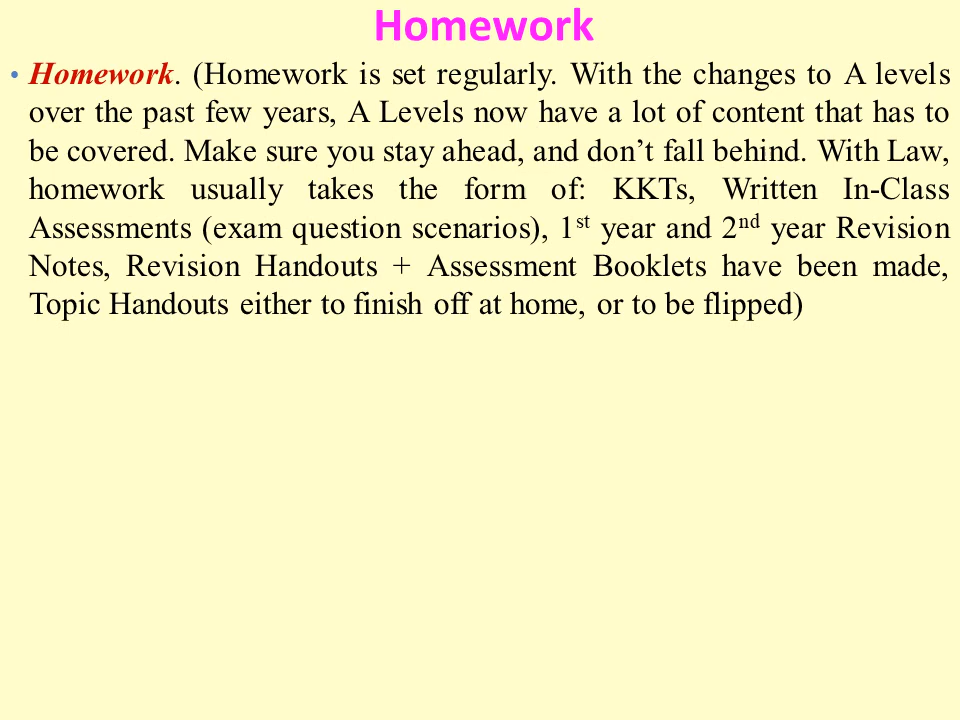 Homework
• Homework. (Homework is set regularly. With the changes to A levels
over the past few years, A Levels now have a lot of content that has to
be covered. Make sure you stay ahead, and don’t fall behind. With Law,
homework usually takes the form of: KKTs, Written In-Class
Assessments (exam question scenarios), 1st year and 2nd year Revision
Notes, Revision Handouts + Assessment Booklets have been made,
Topic Handouts either to finish off at home, or to be flipped)